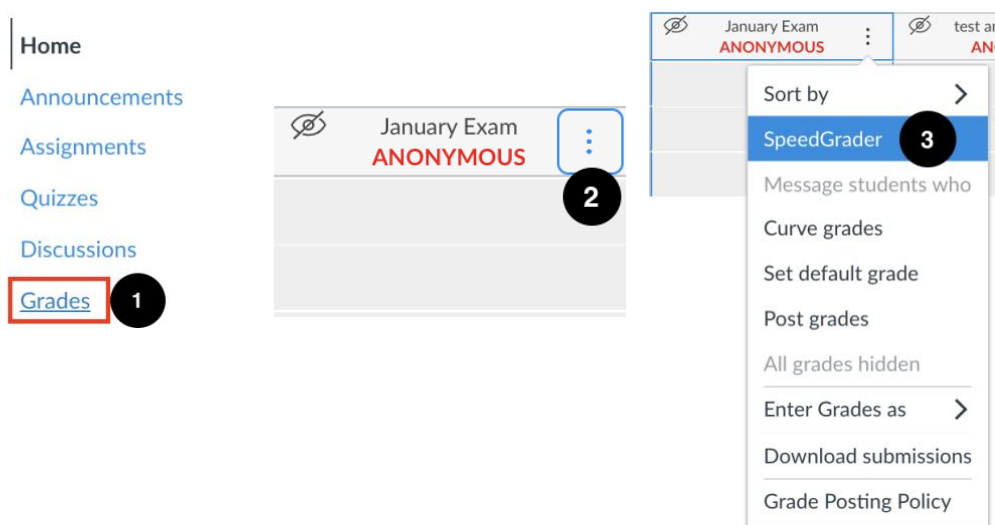 Home
Announcements
Assignments
Quizzes
Discussions
Grades 1
January Exam
ANONYMOUS
2
January Exam
ANONYMOUS
test
Sort by
SpeedGrader 3
Message students who
Curve grades
Set default grade
Post grades
All grades hidden
Enter Grades as
Download submissions
Grade Posting Policy